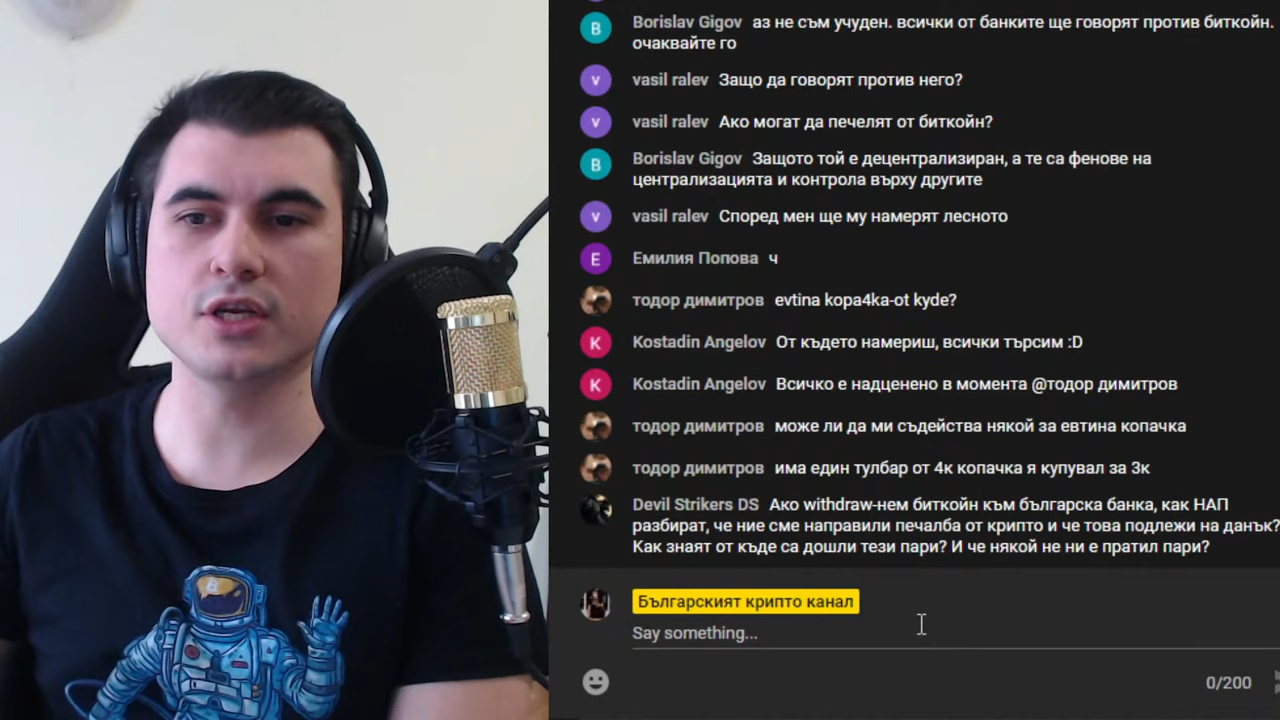 Borislav Gigov аз не съм учуден. всички от банките ще говорят против биткойн.
очаквайте го
vasil ralev Защо да говорят против него?
vasil ralev Ако могат да печелят от биткойн?
Borislav Gigov Защото той е децентрализиран, а те са фенове на
централизацията и контрола върху другите
vasil ralev Според мен ще му намерят лесното
Емилия Попова ч
тодор димитров evtina kopa4ka-ot kyde?
Kostadin Angelov От където намериш, всички търсим :D
Kostadin Angelov Всичко е надценено в момента @тодор димитров
тодор димитров може ли да ми съдейства някой за евтина копачка
тодор димитров има един тулбар от 4к копачка я купувал за 3к
Devil Strikers DS Ако withdraw-нем биткойн към българска банка, как НАП
разбират, че ние сме направили печалба от крипто и че това подлежи на данък?
Как знаят от къде са дошли тези пари? И че някой не ни е пратил пари?
Българският крипто канал
Say something...
0/200